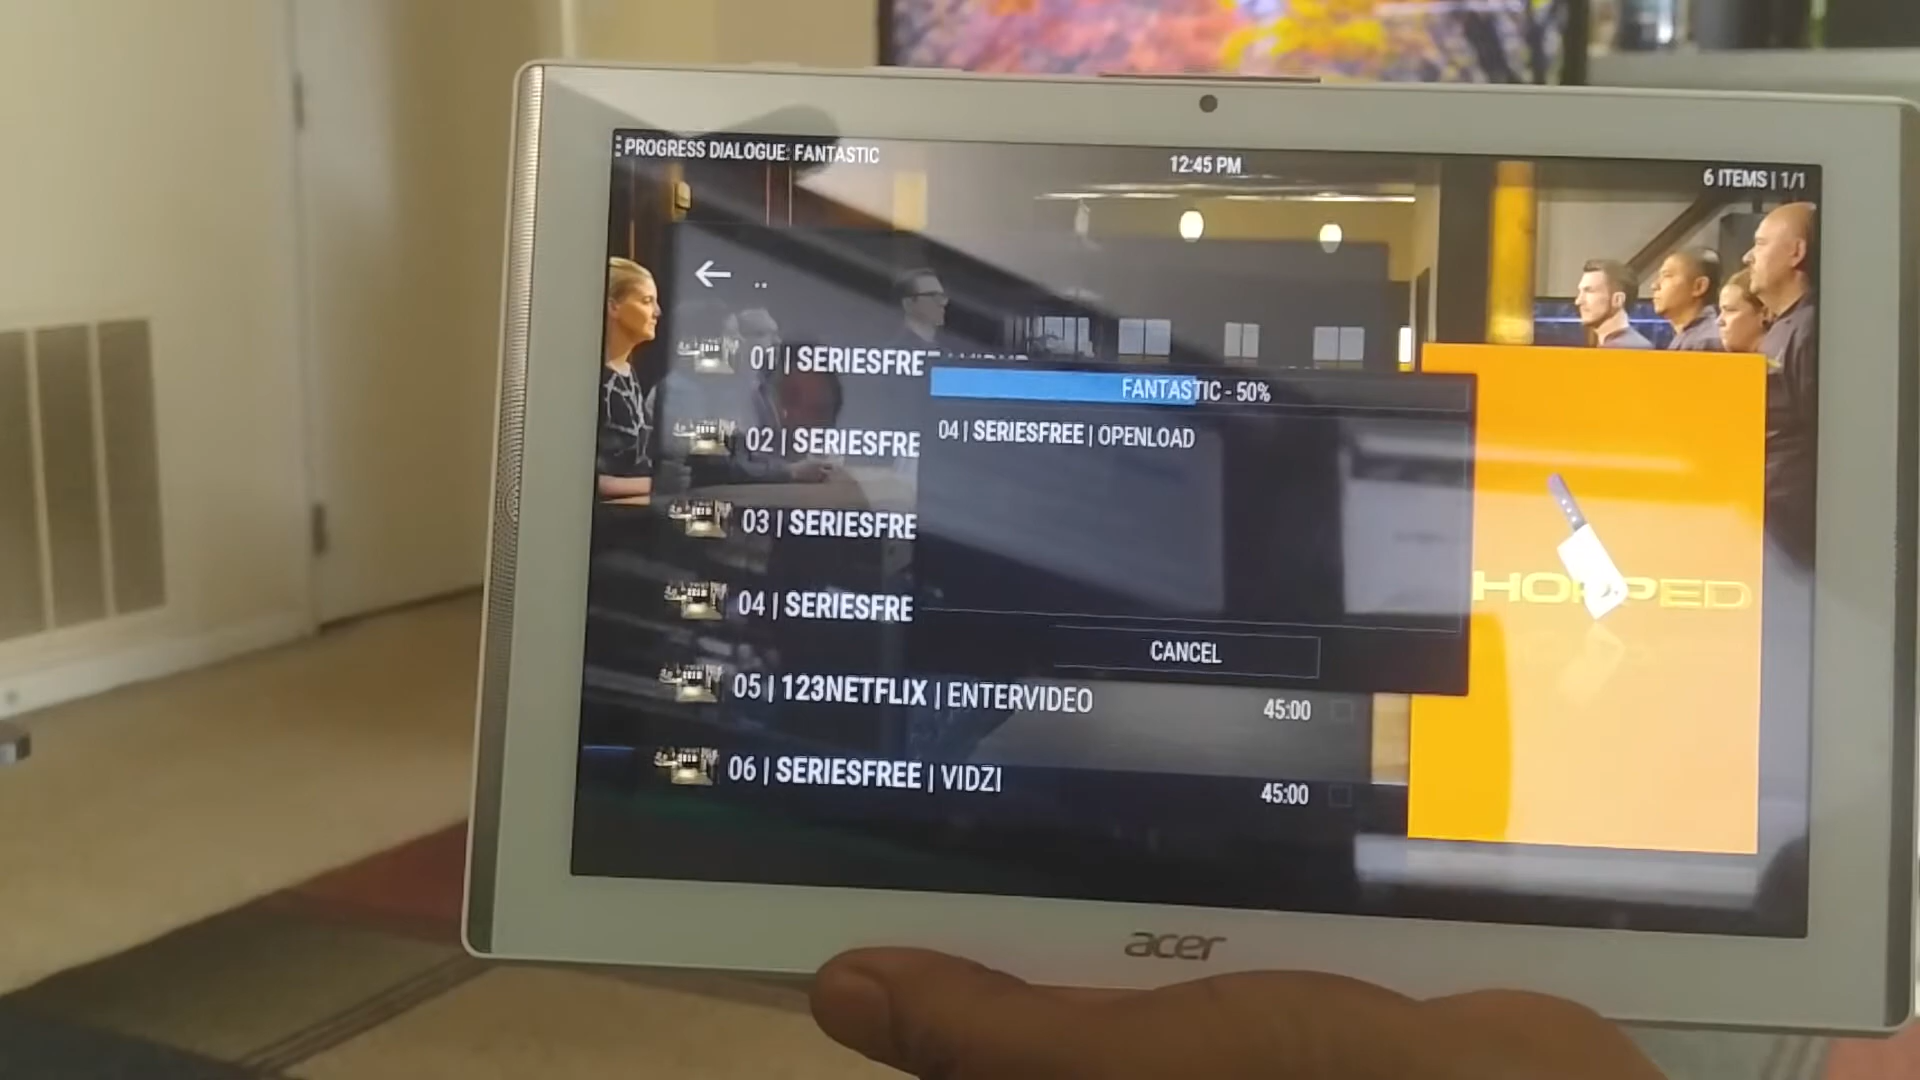 PROGRESS DIALOGUE: FANTASTIC
12:45 PM
6 ITEMS | 1/1
..
01 | SERIESFREE
FANTASTIC - 50%
02 | SERIESFRE
04 | SERIESFREE | OPENLOAD
03 | SERIESFRE
04 | SERIESFRE
CANCEL
05 | 123NETFLIX | ENTERVIDEO
45:00
06 | SERIESFREE | VIDZI
45:00
HOPPED
acer